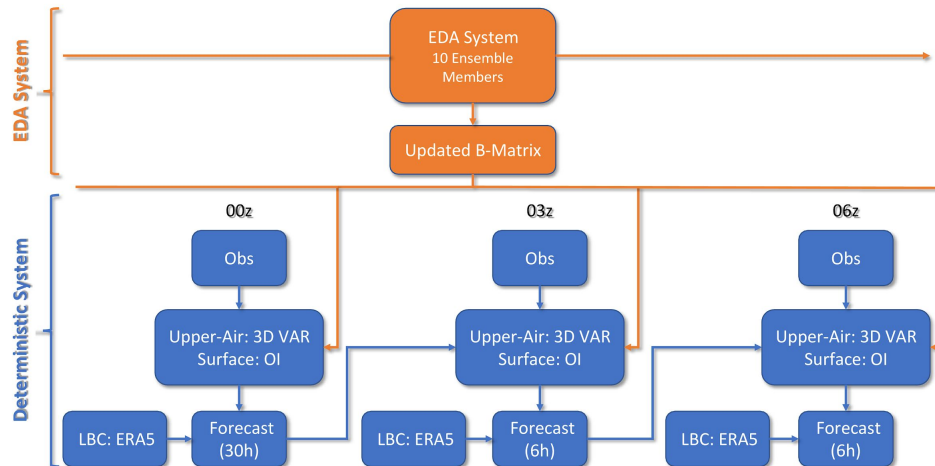 EDA System
EDA System
10 Ensemble
Members
Updated B-Matrix
Deterministic System
00z
03z
06z
Obs
Obs
Obs
Upper-Air: 3D VAR
Surface: OI
Upper-Air: 3D VAR
Surface: OI
Upper-Air: 3D VAR
Surface: OI
LBC: ERA5
Forecast
(30h)
LBC: ERA5
Forecast
(6h)
LBC: ERA5
Forecast
(6h)